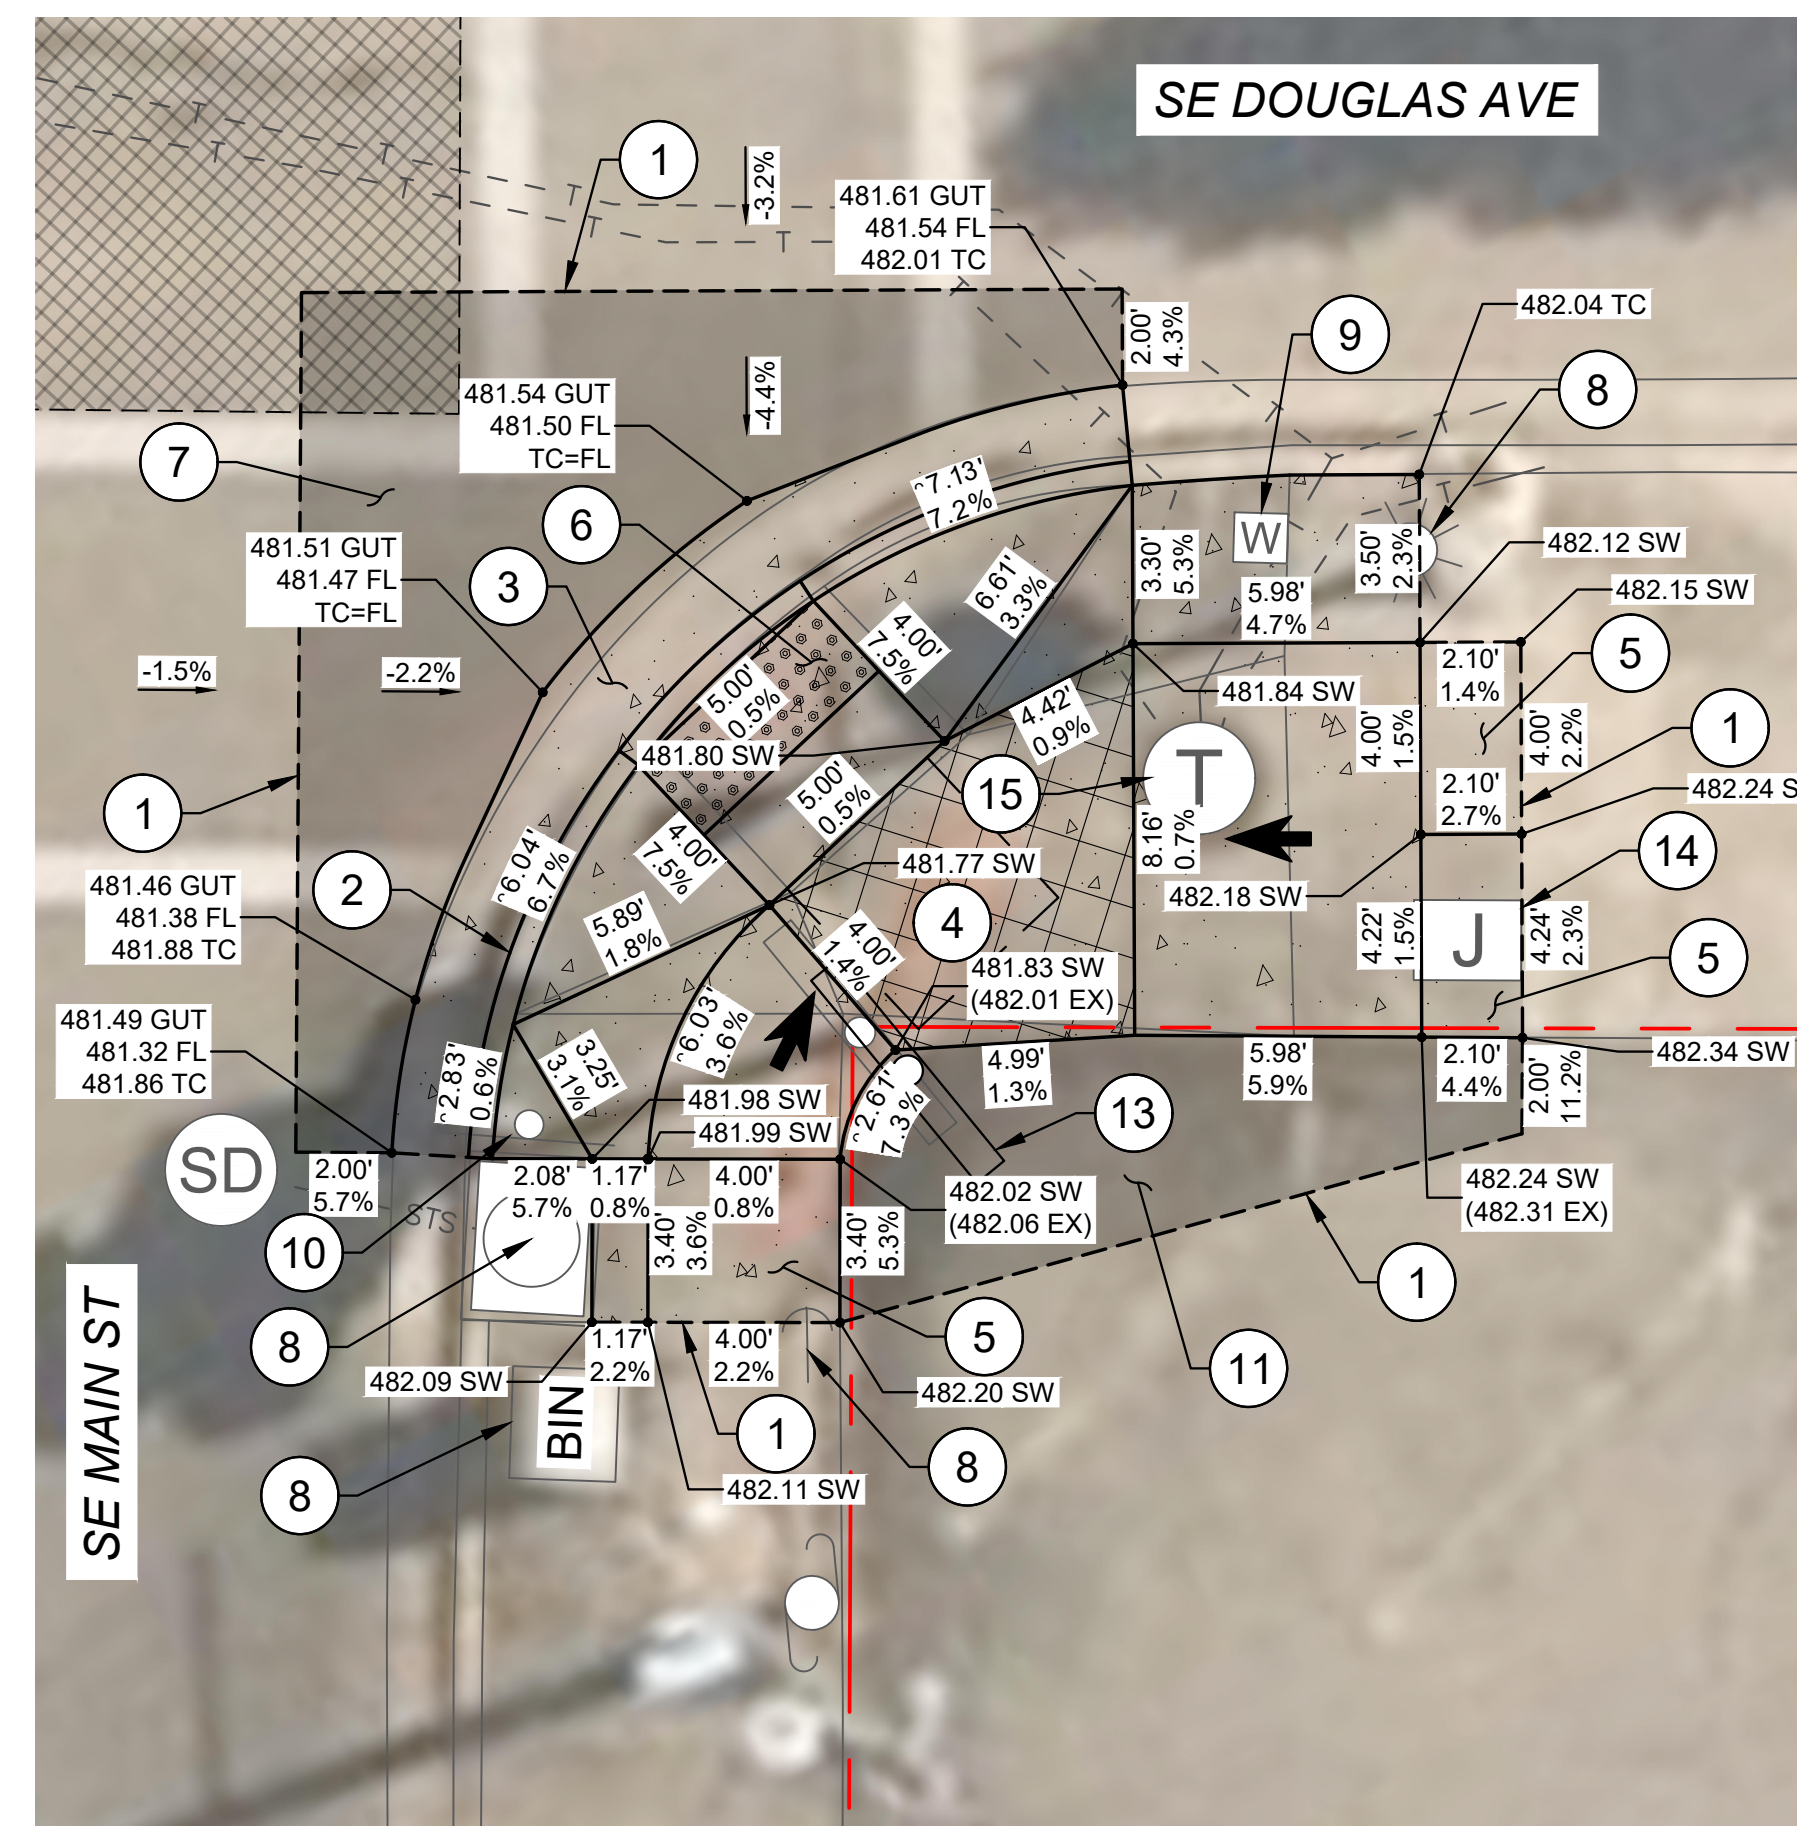 SE DOUGLAS AVE
1
-3.2%
481.61 GUT
481.54 FL
482.01 TC
2.00'
4.3%
482.04 TC
9
8
-4.4%
481.54 GUT
481.50 FL
TC=FL
7
6
7.13'
7.2%
W
3.50'
2.3%
482.12 SW
481.51 GUT
481.47 FL
TC=FL
3
6.61'
3.3%
3.30'
5.3%
5.98'
4.7%
482.15 SW
5
4.00'
7.5%
2.10'
1.4%
-1.5%
-2.2%
5.00'
0.5%
481.84 SW
4.42'
0.9%
4.00'
1.5%
4.00'
2.2%
1
481.80 SW
T
15
5.00'
0.5%
2.10'
2.7%
482.24 S
1
8.16'
0.7%
4.00'
7.5%
481.77 SW
14
6.04'
6.7%
2
481.46 GUT
481.38 FL
481.88 TC
482.18 SW
4
5.89'
1.8%
4.00'
1.4%
4.22'
1.5%
J
4.24'
2.3%
5
481.83 SW
(482.01 EX)
481.49 GUT
481.32 FL
481.86 TC
6.03'
3.6%
482.34 SW
2.83'
0.6%
3.25'
3.1%
4.99'
1.3%
5.98'
5.9%
2.10'
4.4%
2.00'
11.2%
481.98 SW
2.61'
7.3%
13
481.99 SW
SD
2.00'
5.7%
2.08'
5.7%
1.17'
0.8%
4.00'
0.8%
482.02 SW
(482.06 EX)
482.24 SW
(482.31 EX)
STS
10
3.40'
3.6%
3.40'
5.3%
1
8
5
11
1.17'
2.2%
4.00'
2.2%
482.09 SW
482.20 SW
BIN
1
8
8
482.11 SW
SE MAIN ST
T
T
T
T
T
T
T
T
T
T
T
T